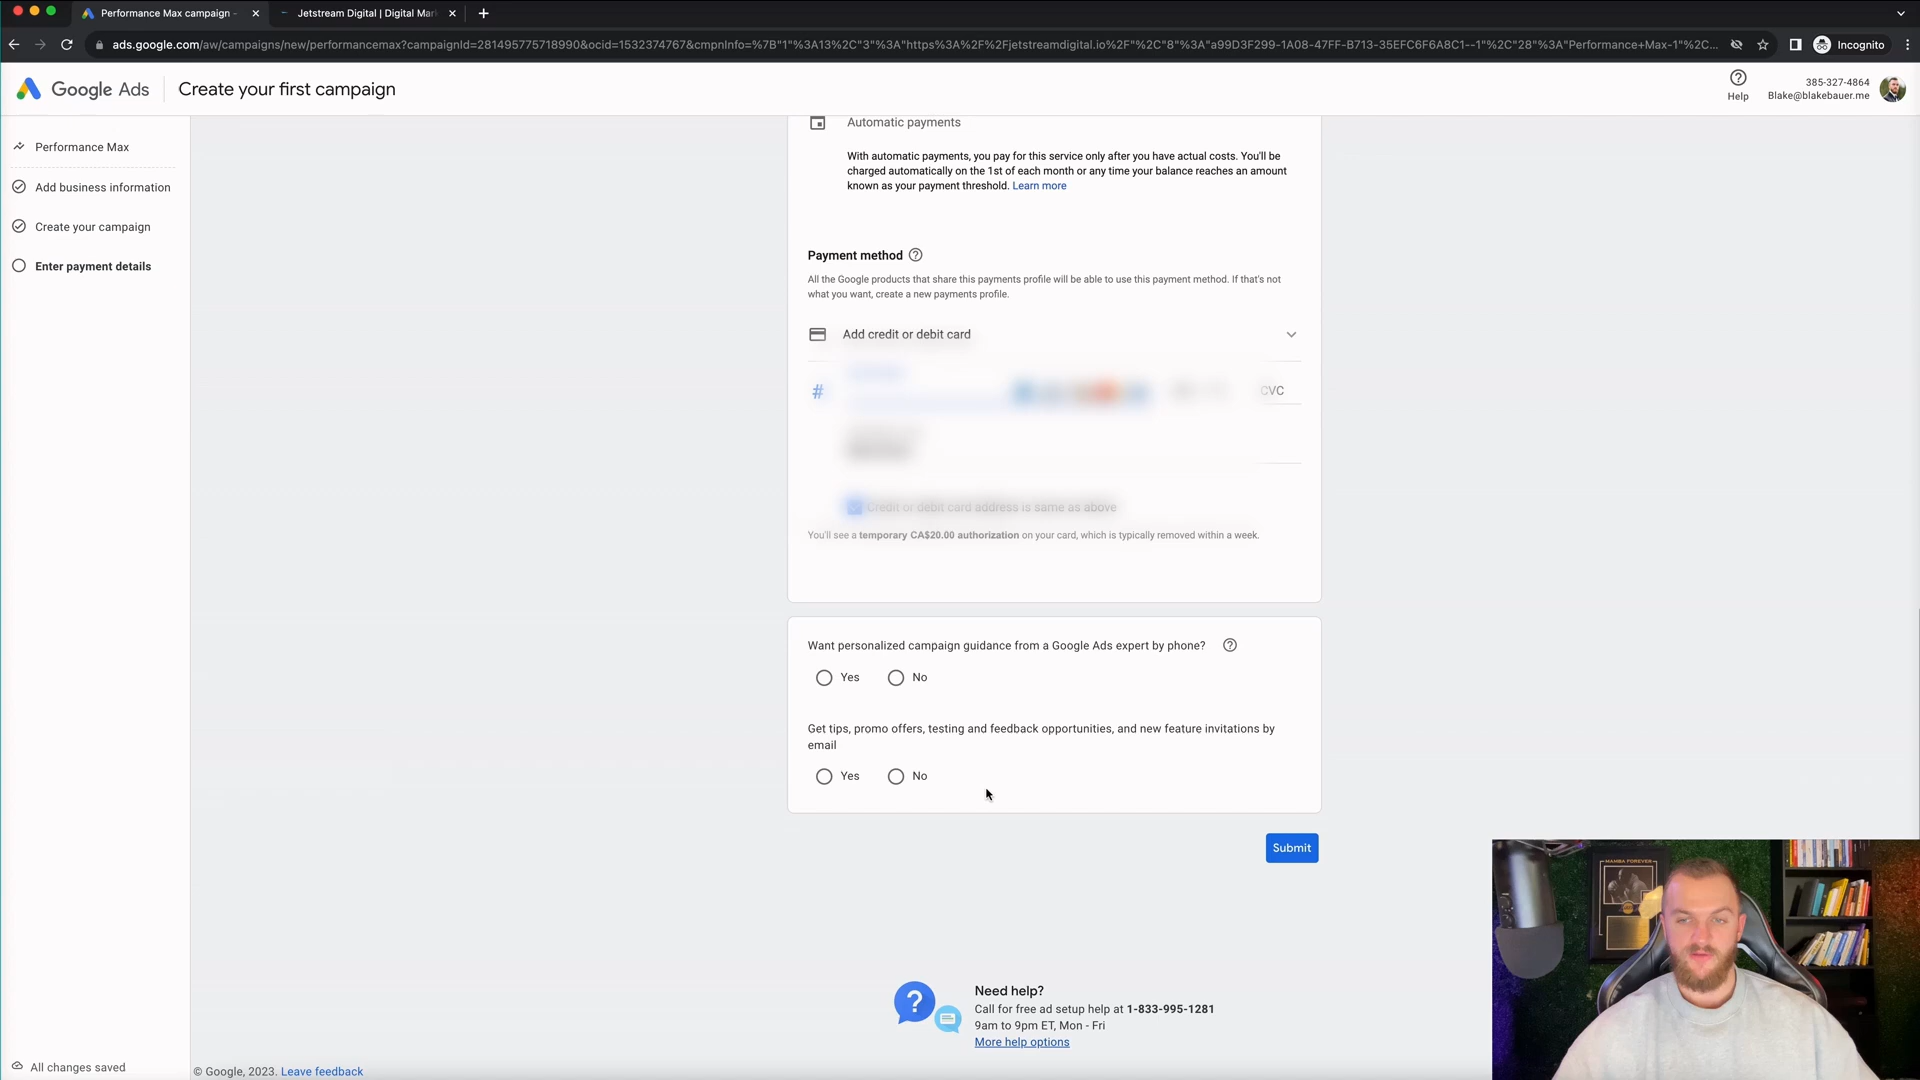 Performance Max campaign -
Jetstream Digital | Digital Mar
ads.google.com/aw/campaigns/new/performancemax?campaignId=281495775718990&ocid=1532374767&cmpnInfo=%7B"1"%3A13%2C"3"%3A"https%3A%2F%2Fjetstreamdigital.io%2F"%2C"8"%3A"a99D3F299-1A08-47FF-B713-35EFC6F6A8C1--1"%2C"28"%3A"Performance+Max-1"%2C...
Incognito
Google Ads
Create your first campaign
Help
385-327-4864
Blake@blakebauer.me
Performance Max
Add business information
Create your campaign
Enter payment details
Automatic payments
With automatic payments, you pay for this service only after you have actual costs. You'll be
charged automatically on the 1st of each month or any time your balance reaches an amount
known as your payment threshold. Learn more
Payment method
All the Google products that share this payments profile will be able to use this payment method. If that's not
what you want, create a new payments profile.
Add credit or debit card
#
CVC
Credit or debit card address is same as above
You'll see a temporary CA$20.00 authorization on your card, which is typically removed within a week.
Want personalized campaign guidance from a Google Ads expert by phone?
Yes No
Get tips, promo offers, testing and feedback opportunities, and new feature invitations by
email
Yes No
Submit
MAMBA FOREVER
Need help?
Call for free ad setup help at 1-833-995-1281
9am to 9pm ET, Mon - Fri
More help options
All changes saved
© Google, 2023. Leave feedback